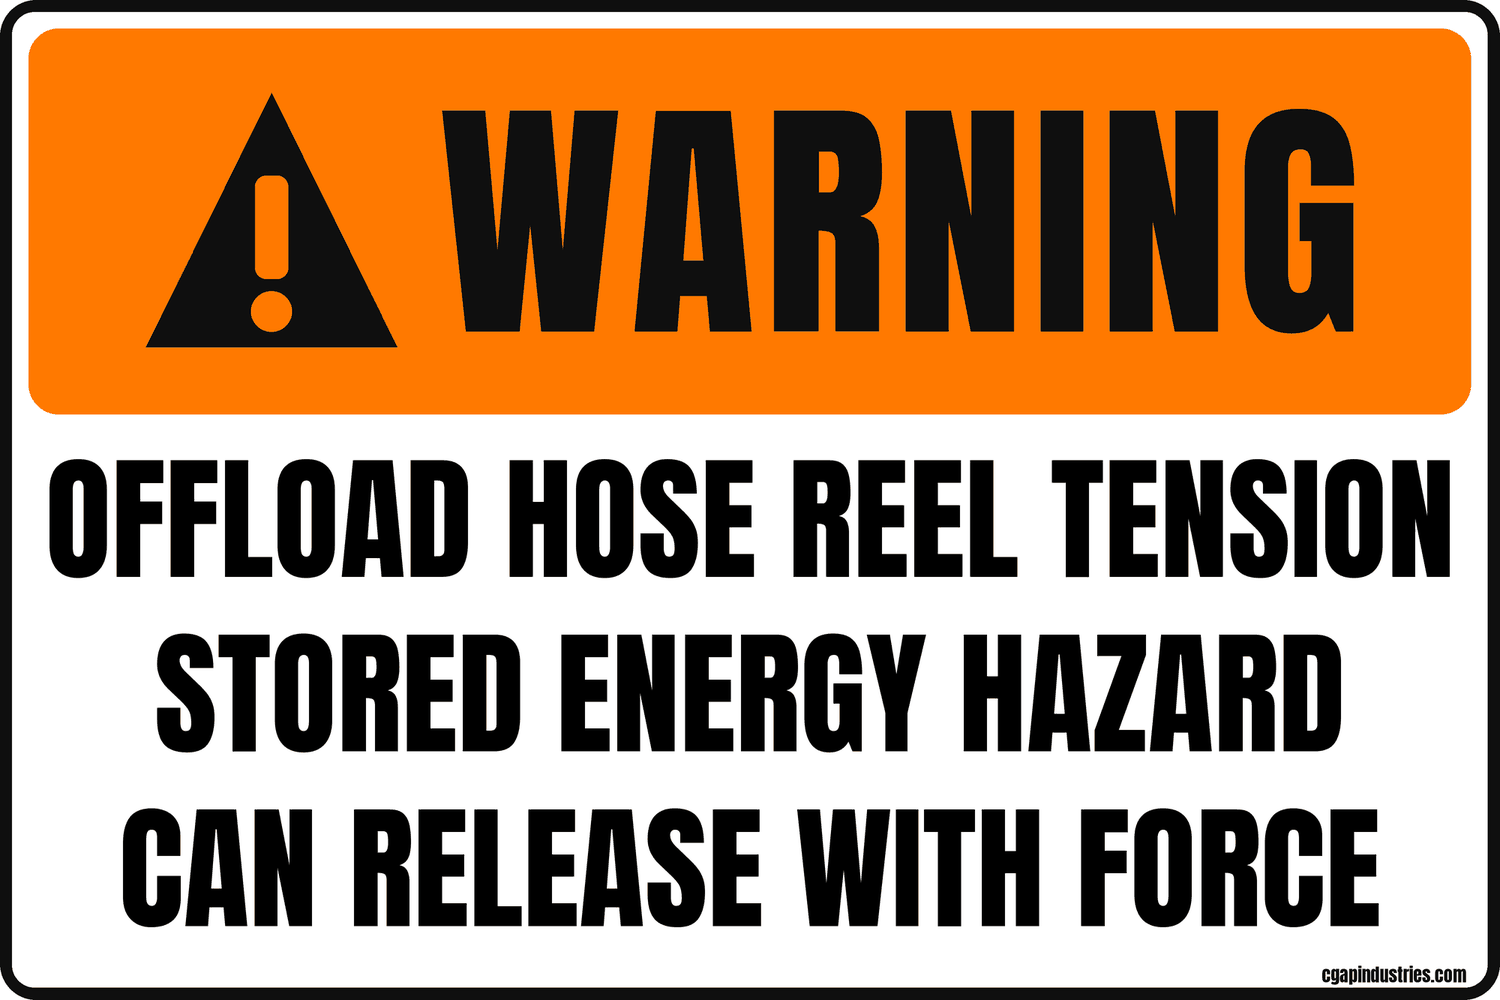 WARNING
OFFLOAD HOSE REEL TENSION
STORED ENERGY HAZARD
CAN RELEASE WITH FORCE
cgapindustries.com